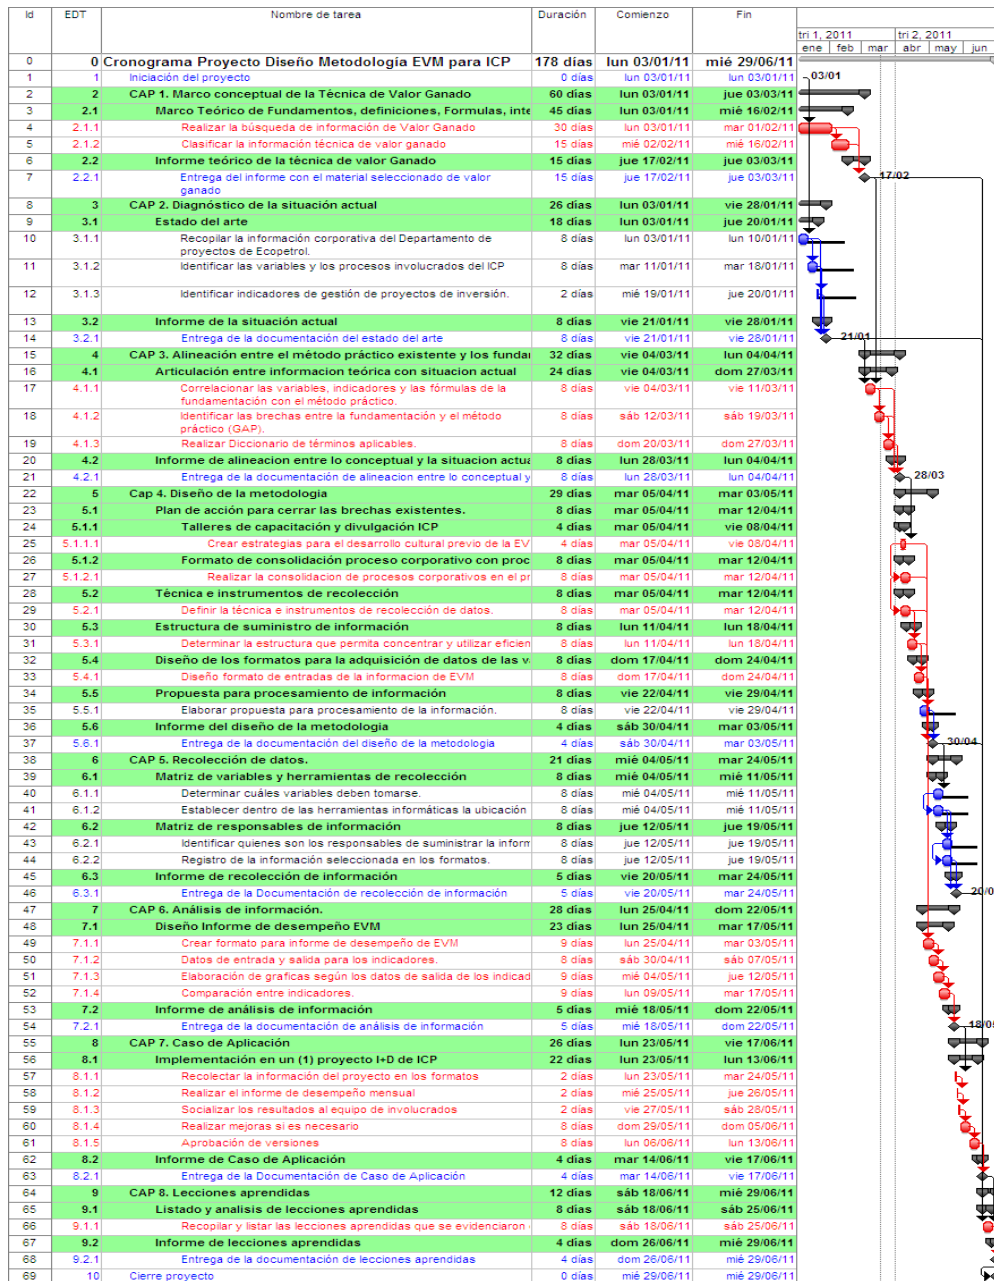 Id EDT Nombre de tarea Duración Comienzo Fin
tri 1, 2011 tri 2, 2011
ene feb mar abr may jun
0 0 Cronograma Proyecto Diseño Metodología EVM para ICP 178 días lun 03/01/11 mié 29/06/11
1 1 Iniciación del proyecto 0 días lun 03/01/11 lun 03/01/11 03/01
2 2 CAP 1. Marco conceptual de la Técnica de Valor Ganado 60 días lun 03/01/11 jue 03/03/11
3 2.1 Marco Teórico de Fundamentos, definiciones, Formulas, inte 45 días lun 03/01/11 mié 16/02/11
4 2.1.1 Realizar la búsqueda de información de Valor Ganado 30 días lun 03/01/11 mar 01/02/11
5 2.1.2 Clasificar la información técnica de valor ganado 15 días mié 02/02/11 mié 16/02/11
6 2.2 Informe teórico de la técnica de valor Ganado 15 días jue 17/02/11 jue 03/03/11
7 2.2.1 Entrega del informe con el material seleccionado de valor 15 días jue 17/02/11 jue 03/03/11 17/02
ganado
8 3 CAP 2. Diagnóstico de la situación actual 26 días lun 03/01/11 vie 28/01/11
9 3.1 Estado del arte 18 días lun 03/01/11 jue 20/01/11
10 3.1.1 Recopilar la información corporativa del Departamento de 8 días lun 03/01/11 lun 10/01/11
proyectos de Ecopetrol.
11 3.1.2 Identificar las variables y los procesos involucrados del ICP 8 días mar 11/01/11 mar 18/01/11
12 3.1.3 Identificar indicadores de gestión de proyectos de inversión. 2 días mié 19/01/11 jue 20/01/11
13 3.2 Informe de la situación actual 8 días vie 21/01/11 vie 28/01/11
14 3.2.1 Entrega de la documentación del estado del arte 8 días vie 21/01/11 vie 28/01/11 21/01
15 4 CAP 3. Alineación entre el método práctico existente y los fundar 32 días vie 04/03/11 lun 04/04/11
16 4.1 Articulación entre informacion teórica con situacion actual 24 días vie 04/03/11 dom 27/03/11
17 4.1.1 Correlacionar las variables, indicadores y las fórmulas de la 8 días vie 04/03/11 vie 11/03/11
fundamentación con el método práctico.
18 4.1.2 Identificar las brechas entre la fundamentación y el método 8 días sáb 12/03/11 sáb 19/03/11
práctico (GAP).
19 4.1.3 Realizar Diccionario de términos aplicables. 8 días dom 20/03/11 dom 27/03/11
20 4.2 Informe de alineacion entre lo conceptual y la situacion actua 8 días lun 28/03/11 lun 04/04/11
21 4.2.1 Entrega de la documentación de alineacion entre lo conceptual y 8 días lun 28/03/11 lun 04/04/11 28/03
22 5 Cap 4. Diseño de la metodologia 29 días mar 05/04/11 mar 03/05/11
23 5.1 Plan de acción para cerrar las brechas existentes. 8 días mar 05/04/11 mar 12/04/11
24 5.1.1 Talleres de capacitación y divulgación ICP 4 días mar 05/04/11 vie 08/04/11
25 5.1.1.1 Crear estrategias para el desarrollo cultural previo de la EV 4 días mar 05/04/11 vie 08/04/11
26 5.1.2 Formato de consolidación proceso corporativo con proc 8 días mar 05/04/11 mar 12/04/11
27 5.1.2.1 Realizar la consolidacion de procesos corporativos en el pr 8 días mar 05/04/11 mar 12/04/11
28 5.2 Técnica e instrumentos de recolección 8 días mar 05/04/11 mar 12/04/11
29 5.2.1 Definir la técnica e instrumentos de recolección de datos. 8 días mar 05/04/11 mar 12/04/11
30 5.3 Estructura de suministro de información 8 días lun 11/04/11 lun 18/04/11
31 5.3.1 Determinar la estructura que permita concentrar y utilizar eficien 8 días lun 11/04/11 lun 18/04/11
32 5.4 Diseño de los formatos para la adquisición de datos de las v 8 días dom 17/04/11 dom 24/04/11
33 5.4.1 Diseño formato de entradas de la informacion de EVM 8 días dom 17/04/11 dom 24/04/11
34 5.5 Propuesta para procesamiento de información 8 días vie 22/04/11 vie 29/04/11
35 5.5.1 Elaborar propuesta para procesamiento de la información. 8 días vie 22/04/11 vie 29/04/11
36 5.6 Informe del diseño de la metodologia 4 días sáb 30/04/11 mar 03/05/11
37 5.6.1 Entrega de la documentación del diseño de la metodologia 4 días sáb 30/04/11 mar 03/05/11 30/04
38 6 CAP 5. Recolección de datos. 21 días mié 04/05/11 mar 24/05/11
39 6.1 Matriz de variables y herramientas de recolección 8 días mié 04/05/11 mié 11/05/11
40 6.1.1 Determinar cuáles variables deben tomarse. 8 días mié 04/05/11 mié 11/05/11
41 6.1.2 Establecer dentro de las herramientas informáticas la ubicación 8 días mié 04/05/11 mié 11/05/11
42 6.2 Matriz de responsables de información 8 días jue 12/05/11 jue 19/05/11
43 6.2.1 Identificar quienes son los responsables de suministrar la inform 8 días jue 12/05/11 jue 19/05/11
44 6.2.2 Registro de la información seleccionada en los formatos. 8 días jue 12/05/11 jue 19/05/11
45 6.3 Informe de recolección de información 5 días vie 20/05/11 mar 24/05/11
46 6.3.1 Entrega de la Documentación de recolección de información 5 días vie 20/05/11 mar 24/05/11 20/0
47 7 CAP 6. Análisis de información. 28 días lun 25/04/11 dom 22/05/11
48 7.1 Diseño Informe de desempeño EVM 23 días lun 25/04/11 mar 17/05/11
49 7.1.1 Crear formato para informe de desempeño de EVM 9 días lun 25/04/11 mar 03/05/11
50 7.1.2 Datos de entrada y salida para los indicadores. 8 días sáb 30/04/11 sáb 07/05/11
51 7.1.3 Elaboración de graficas según los datos de salida de los indicad 9 días mié 04/05/11 jue 12/05/11
52 7.1.4 Comparación entre indicadores. 9 días lun 09/05/11 mar 17/05/11
53 7.2 Informe de análisis de información 5 días mié 18/05/11 dom 22/05/11
54 7.2.1 Entrega de la documentación de análisis de información 5 días mié 18/05/11 dom 22/05/11 18/05
55 8 CAP 7. Caso de Aplicación 26 días lun 23/05/11 vie 17/06/11
56 8.1 Implementación en un (1) proyecto I+D de ICP 22 días lun 23/05/11 lun 13/06/11
57 8.1.1 Recolectar la información del proyecto en los formatos 2 días lun 23/05/11 mar 24/05/11
58 8.1.2 Realizar el informe de desempeño mensual 2 días mié 25/05/11 jue 26/05/11
59 8.1.3 Socializar los resultados al equipo de involucrados 2 días vie 27/05/11 sáb 28/05/11
60 8.1.4 Realizar mejoras si es necesario 8 días dom 29/05/11 dom 05/06/11
61 8.1.5 Aprobación de versiones 8 días lun 06/06/11 lun 13/06/11
62 8.2 Informe de Caso de Aplicación 4 días mar 14/06/11 vie 17/06/11
63 8.2.1 Entrega de la Documentación de Caso de Aplicación 4 días mar 14/06/11 vie 17/06/11
64 9 CAP 8. Lecciones aprendidas 12 días sáb 18/06/11 mié 29/06/11
65 9.1 Listado y analisis de lecciones aprendidas 8 días sáb 18/06/11 sáb 25/06/11
66 9.1.1 Recopilar y listar las lecciones aprendidas que se evidenciaron 8 días sáb 18/06/11 sáb 25/06/11
67 9.2 Informe de lecciones aprendidas 4 días dom 26/06/11 mié 29/06/11
68 9.2.1 Entrega de la documentación de lecciones aprendidas 4 días dom 26/06/11 mié 29/06/11
69 10 Cierre proyecto 0 días mié 29/06/11 mié 29/06/11